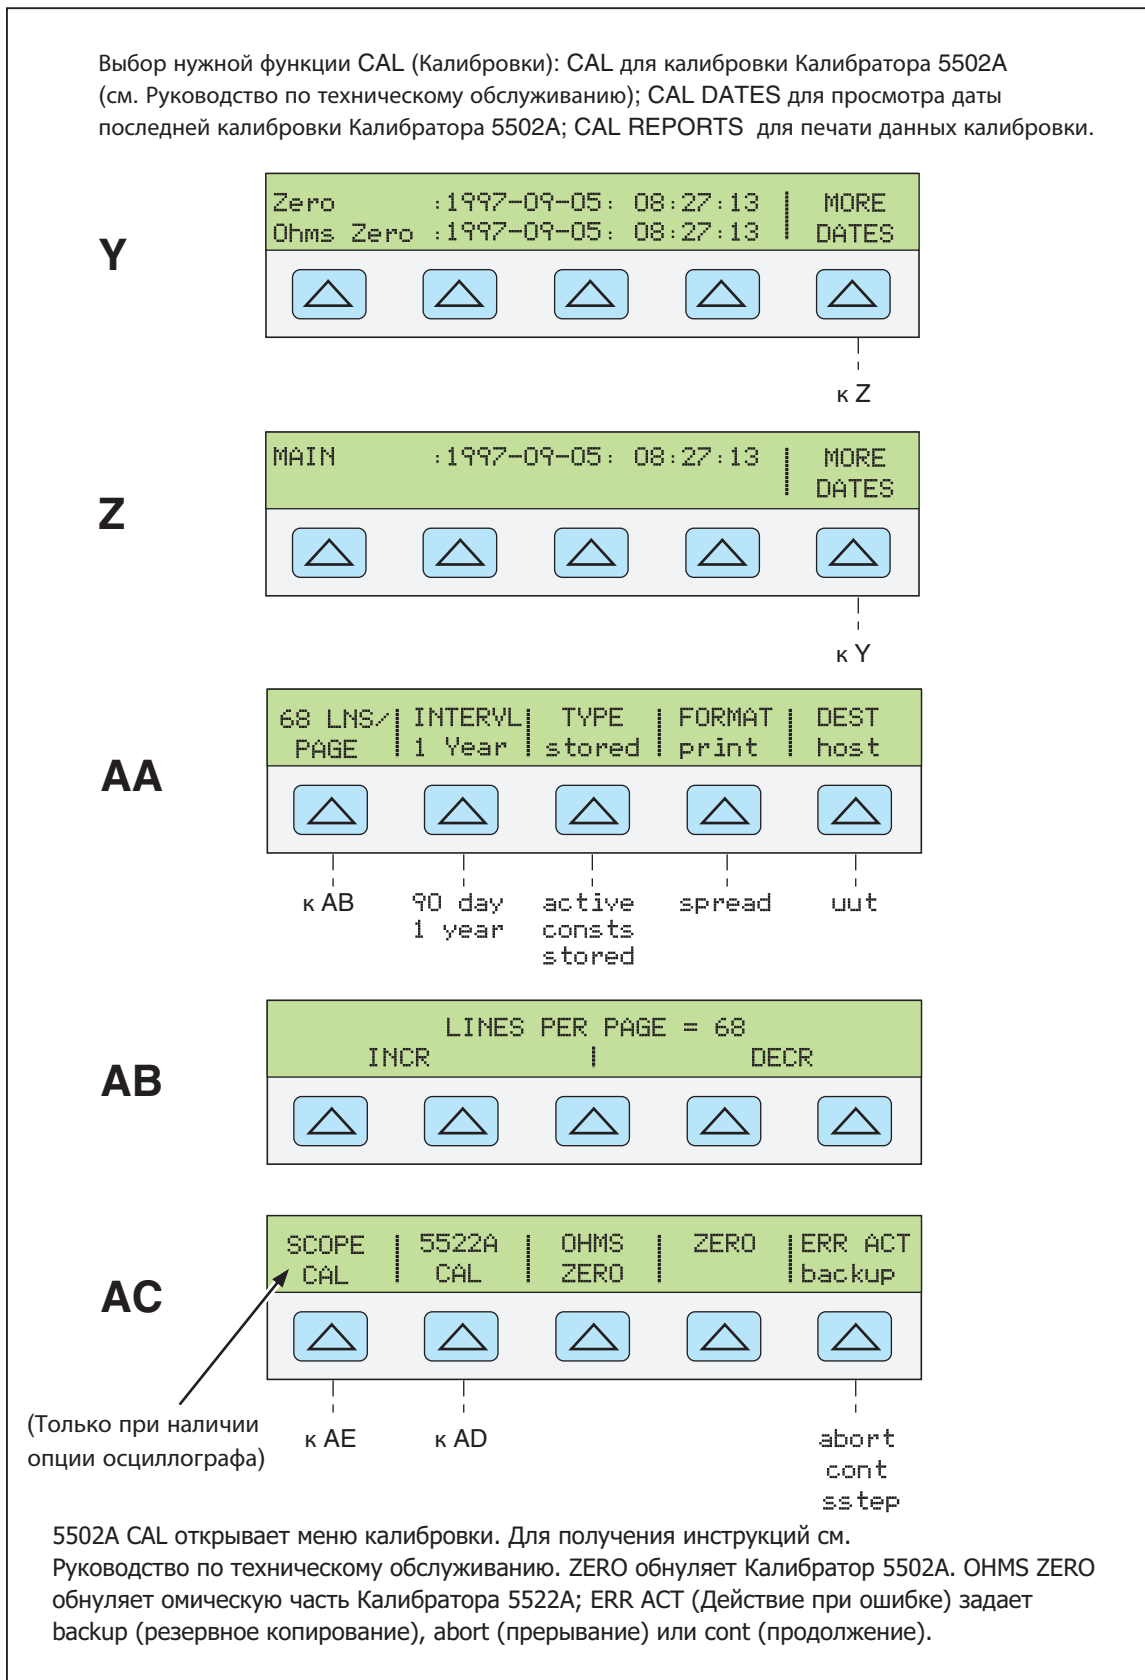 Выбор нужной функции CAL (Калибровки): CAL для калибровки Калибратора 5502A
(см. Руководство по техническому обслуживанию); CAL DATES для просмотра даты
последней калибровки Калибратора 5502A; CAL REPORTS для печати данных калибровки.
Y
Zero :1997-09-05: 08:27:13 MORE
Ohms Zero :1997-09-05: 08:27:13 DATES
к Z
Z
MAIN :1997-09-05: 08:27:13 MORE
DATES
к Y
AA
68 LNS/ INTERVL TYPE FORMAT DEST
PAGE 1 Year stored print host
к AB 90 day active spread uut
1 year consts
stored
AB
LINES PER PAGE = 68
INCR DECR
AC
SCOPE 5522A OHMS ZERO ERR ACT
CAL CAL ZERO backup
(Только при наличии
опции осциллографа)
к AE к AD abort
cont
sstep
5502A CAL открывает меню калибровки. Для получения инструкций см.
Руководство по техническому обслуживанию. ZERO обнуляет Калибратор 5502A. OHMS ZERO
обнуляет омическую часть Калибратора 5522A; ERR ACT (Действие при ошибке) задает
backup (резервное копирование), abort (прерывание) или cont (продолжение).